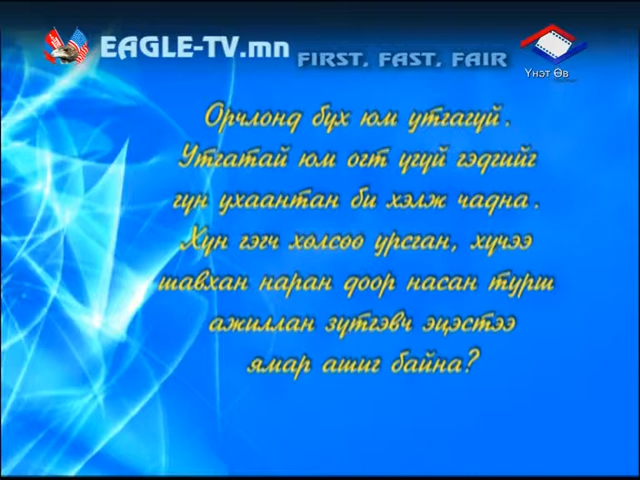 EAGLE-TV.mn
FIRST, FAST, FAIR
Үнэт Өв
Орчлонд бүх юм утгагүй.
Утгатай юм огт үгүй гэдгийг
гүн ухаантан би хэлж чадна.
Хүн гэгч хөлсөө урсган, хүчээ
шавхан наран доор насан турш
ажиллан зүтгэвч эцэстээ
ямар ашиг байна?